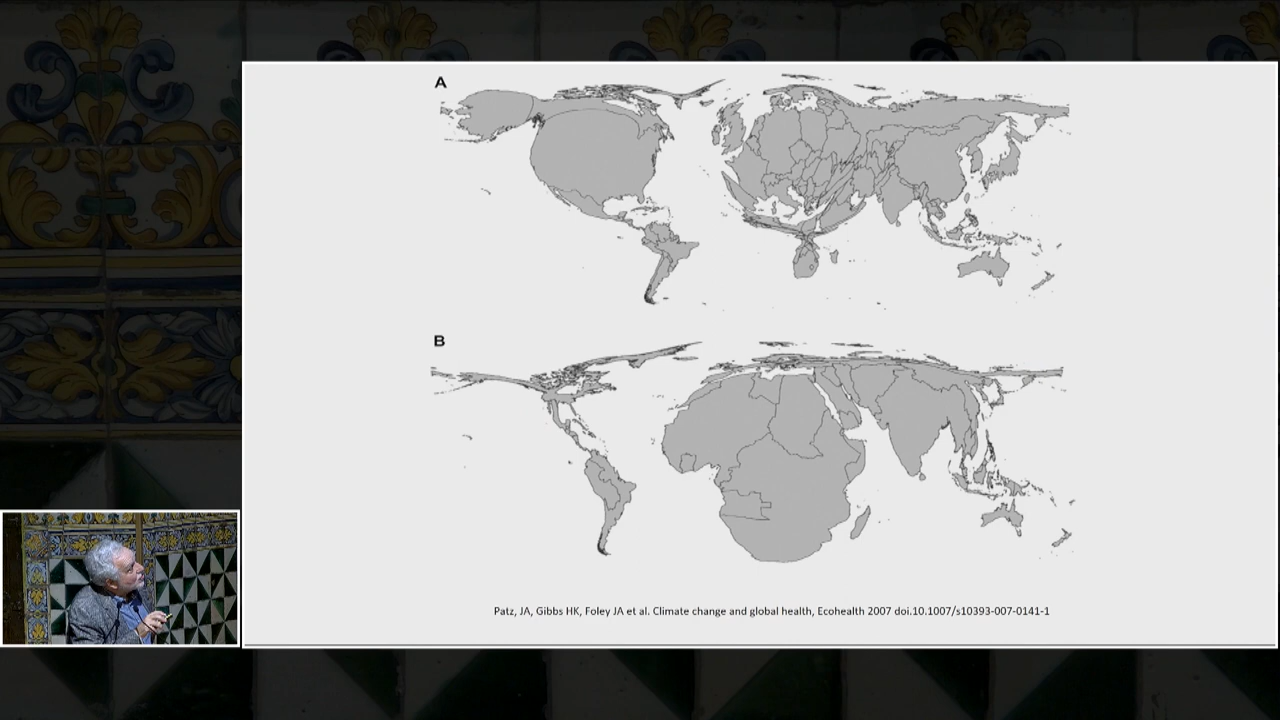 A
B
Patz, JA, Gibbs HK, Foley JA et al. Climate change and global health, Ecohealth 2007 doi.10.1007/s10393-007-0141-1